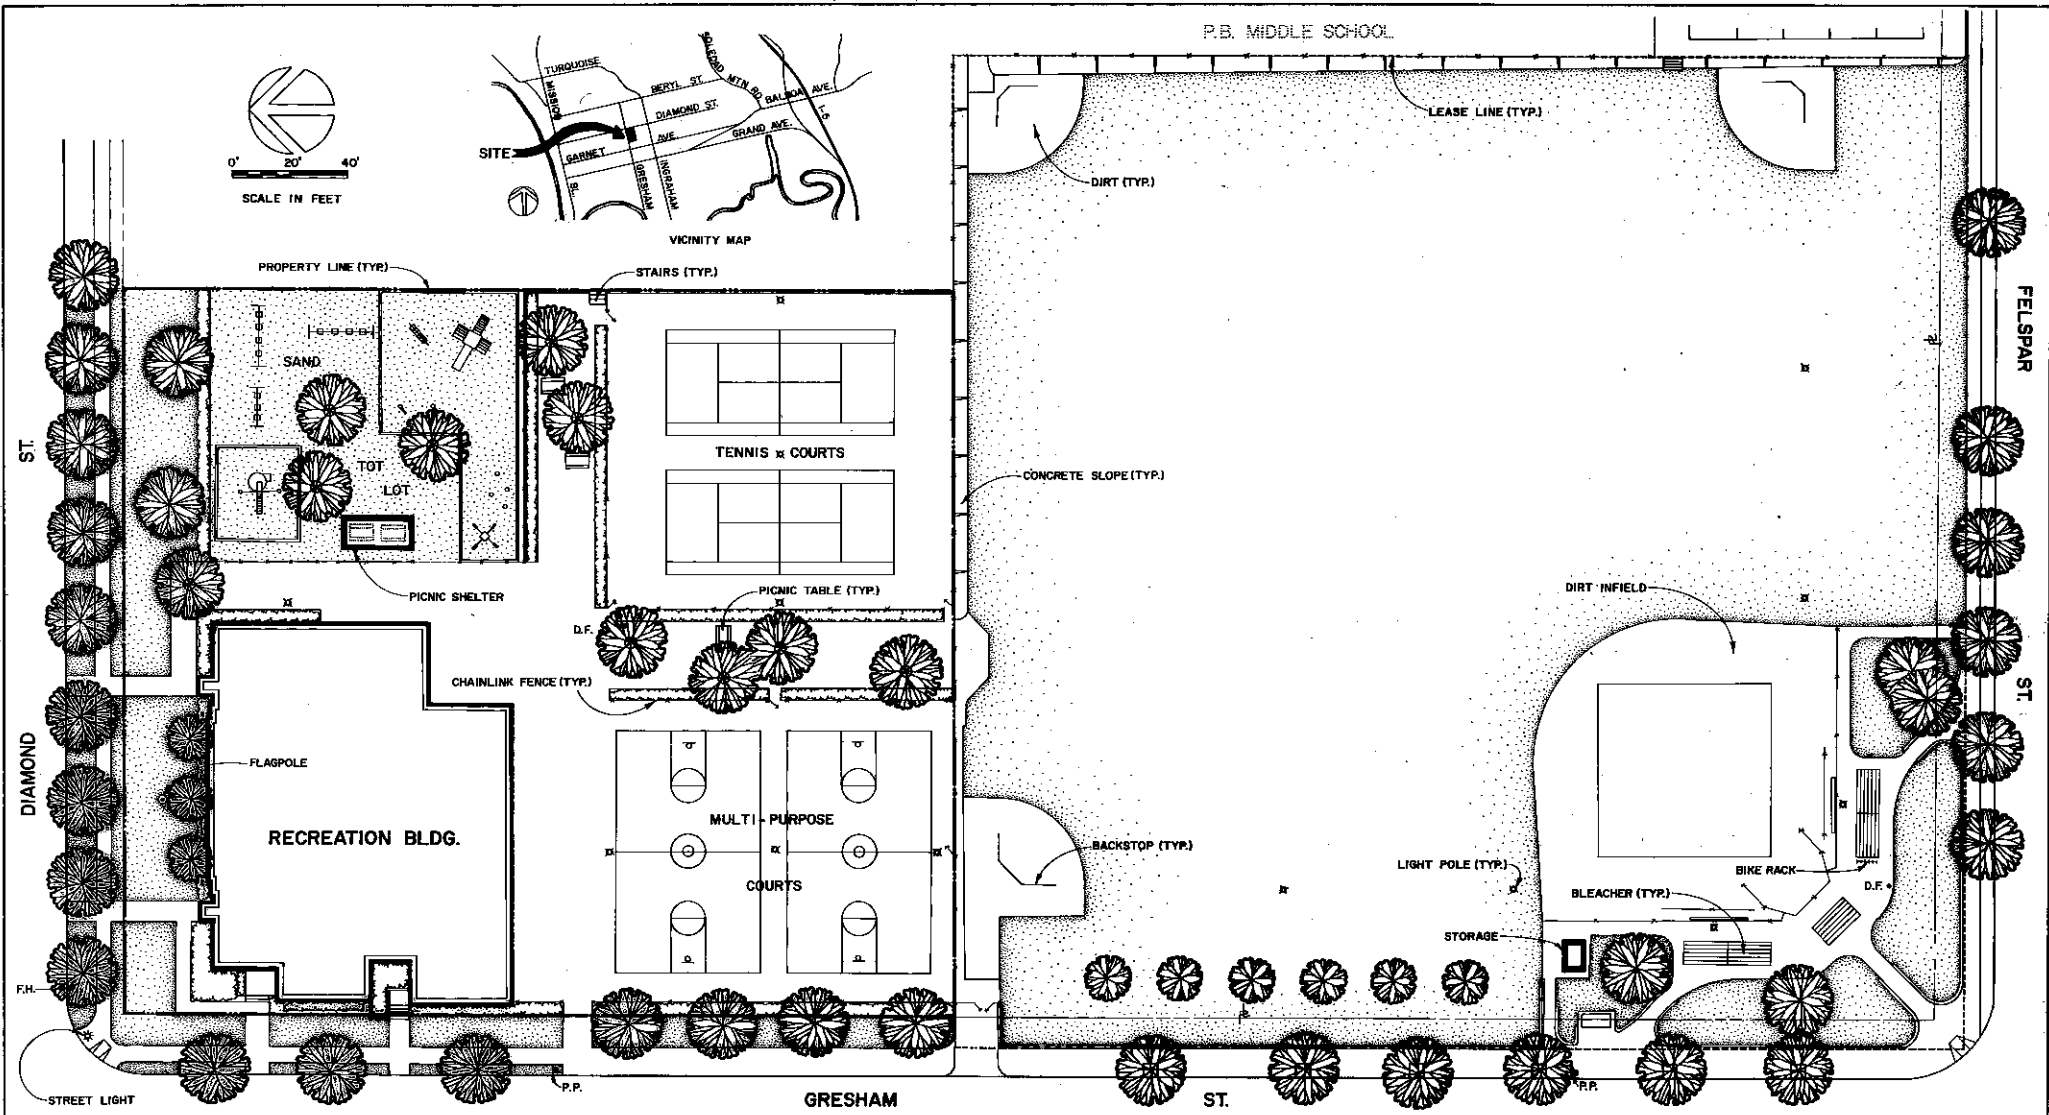 P.B. MIDDLE SCHOOL
0' 20' 40'
SCALE IN FEET
TURQUOISE
MISSION
BERYL ST.
SOLEDAD MTN RD.
DIAMOND ST.
BALBOA AVE.
I-5
GARNET AVE.
GRAND AVE.
SITE
BL.
GRESHAM
INGRAHAM
VICINITY MAP
LEASE LINE (TYP.)
DIRT (TYP.)
PROPERTY LINE (TYP.)
STAIRS (TYP.)
SAND
TOT
LOT
TENNIS COURTS
CONCRETE SLOPE (TYP.)
FELSPAR
ST.
ST.
DIAMOND
PICNIC SHELTER
PICNIC TABLE (TYP.)
DIRT INFIELD
D.F.
CHAINLINK FENCE (TYP.)
FLAGPOLE
RECREATION BLDG.
MULTI-PURPOSE
COURTS
BACKSTOP (TYP.)
LIGHT POLE (TYP.)
BIKE RACK
D.F.
BLEACHER (TYP.)
STORAGE
F.H.
STREET LIGHT
P.P.
GRESHAM
ST.
P.P.